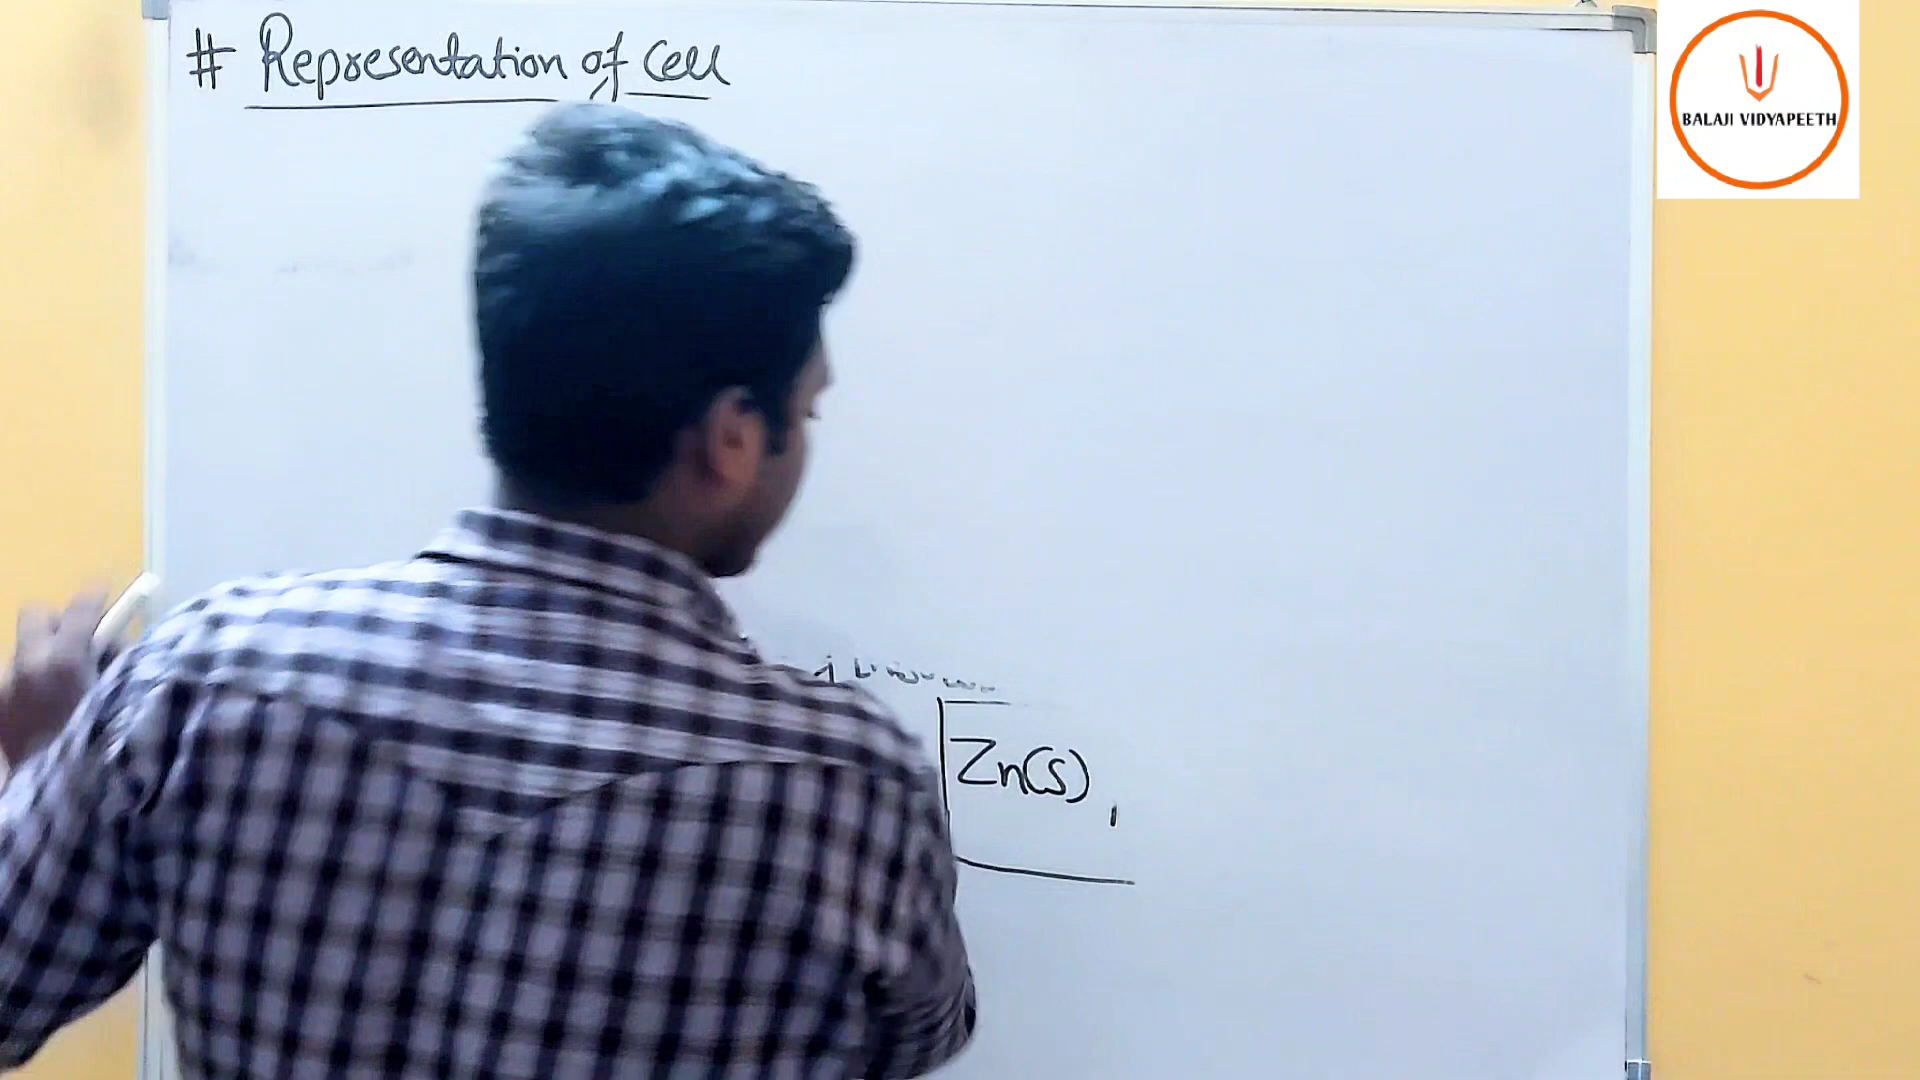 # Representation of Cell
BALAJI VIDYAPEETH
Zn(s)